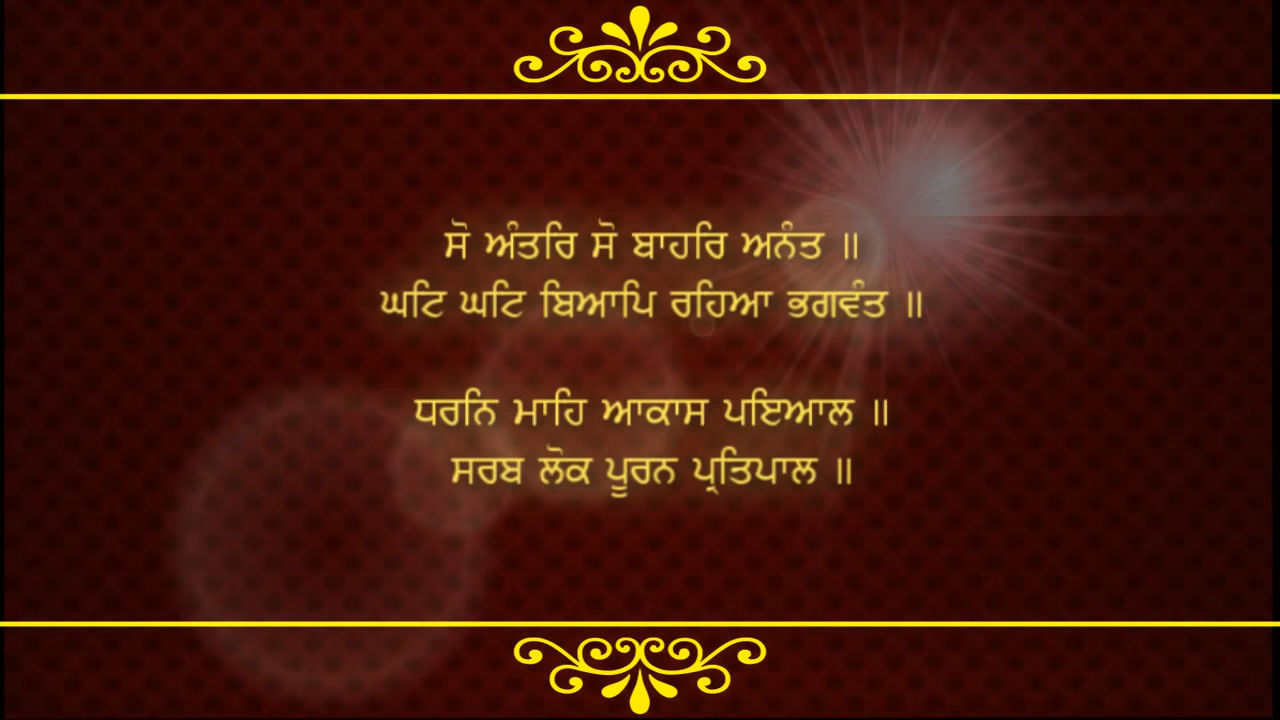 ਸੋ ਅੰਤਰਿ ਸੋ ਬਾਹਰਿ ਅਨੰਤ ॥
ਘਟਿ ਘਟਿ ਬਿਆਪਿ ਰਹਿਆ ਭਗਵੰਤ ॥
ਧਰਨਿ ਮਾਹਿ ਆਕਾਸ ਪਇਆਲ ॥
ਸਰਬ ਲੋਕ ਪੂਰਨ ਪ੍ਰਤਿਪਾਲ ॥